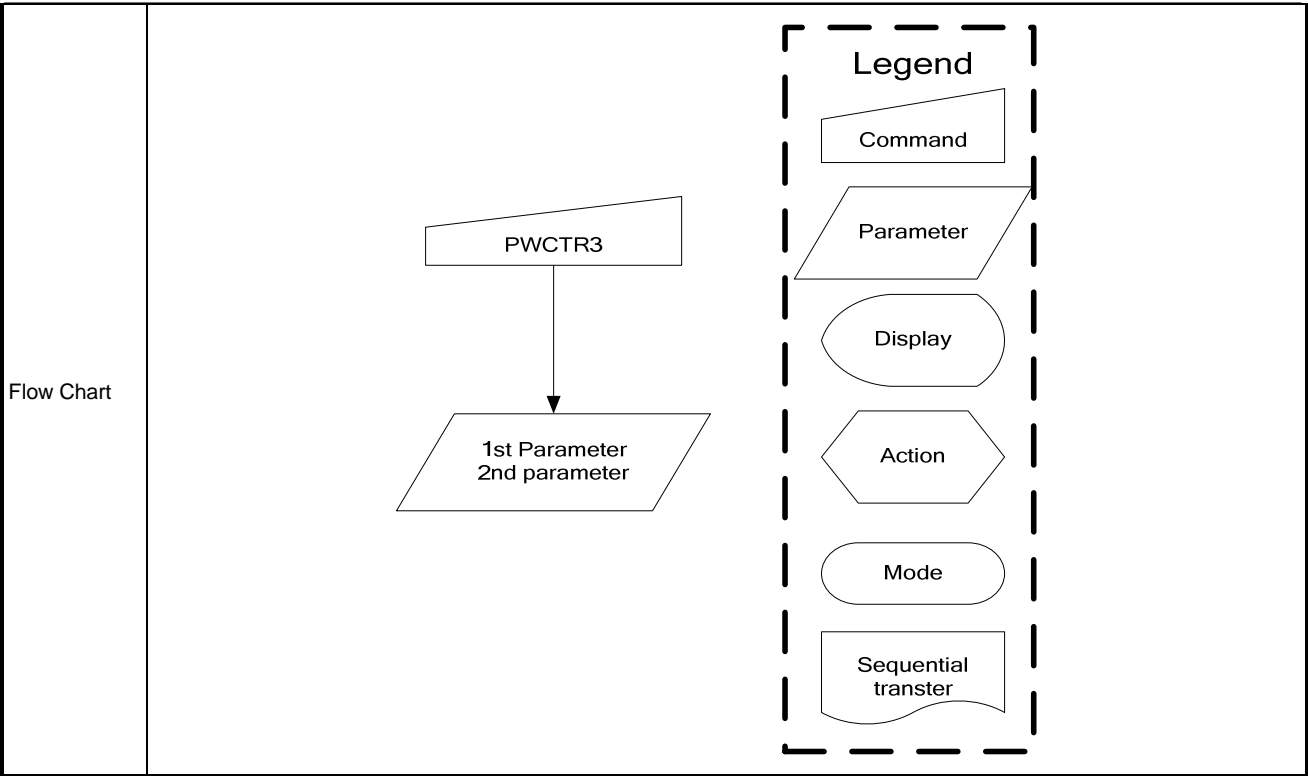 Flow Chart
PWCTR3
1st Parameter
2nd parameter
Legend
Command
Parameter
Display
Action
Mode
Sequential
transter